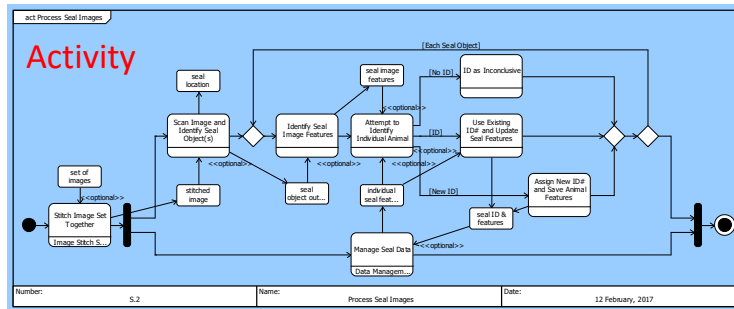 act Process Seal Images
Activity
[Each Seal Object]
seal
location
seal image
features
[No ID]
ID as Inconclusive
<<optional>>
Scan Image and
Identify Seal
Object(s)
Identify Seal
Image Features
Attempt to
Identify
Individual Animal
[ID]
Use Existing
ID# and Update
Seal Features
<<optional>>
<<optional>>
<<optional>>
set of
images
<<optional>>
stitched
image
seal
object out...
individual
seal feat...
[New ID]
Assign New ID#
and Save Animal
Features
Stitch Image Set
Together
Image Stitch S...
seal ID &
features
<<optional>>
Manage Seal Data
Data Managem...
Number:
S.2
Name:
Process Seal Images
Date:
12 February, 2017